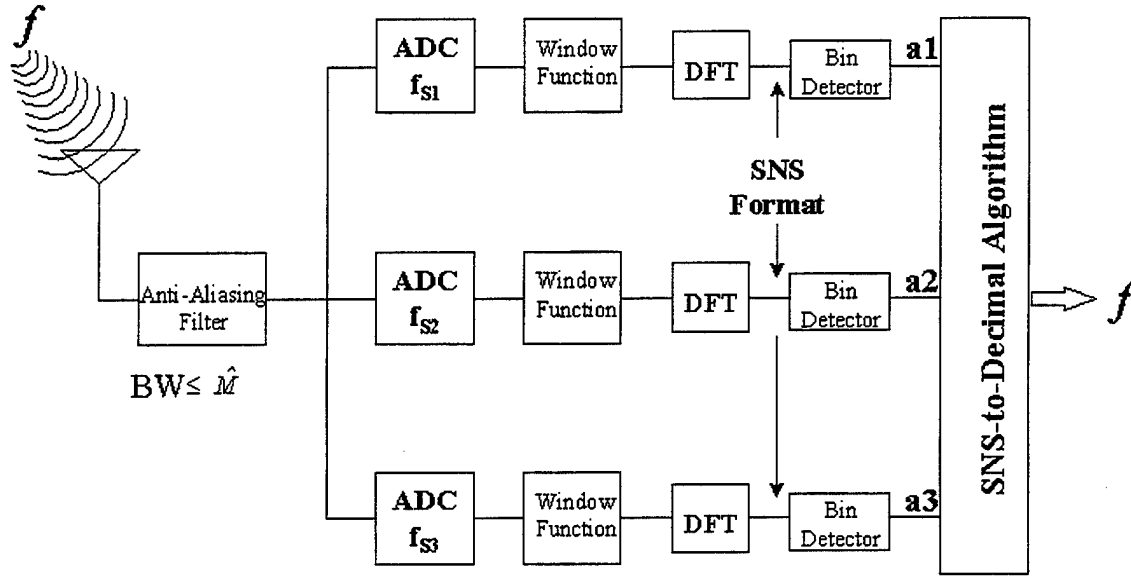 f
ADC
fS1
Window
Function
DFT
Bin
Detector
a1
SNS
Format
Anti-Aliasing
Filter
BW≤ M̂
ADC
fS2
Window
Function
DFT
Bin
Detector
a2
SNS-to-Decimal Algorithm
f
ADC
fS3
Window
Function
DFT
Bin
Detector
a3